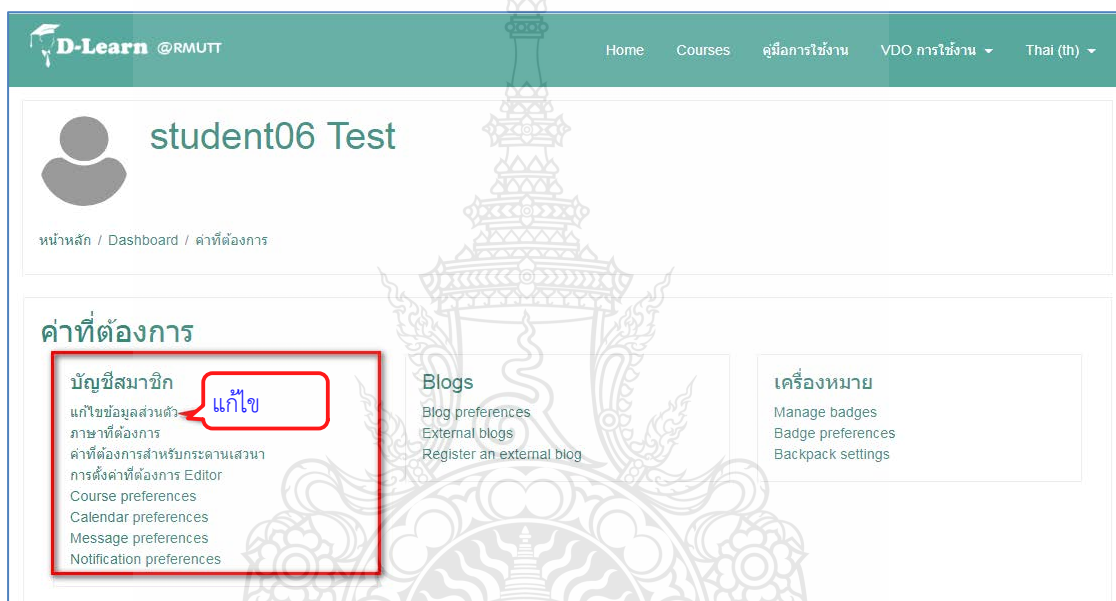 D-Learn @RMUTT
Home Courses คู่มือการใช้งาน VDO การใช้งาน Thai (th)
student06 Test
หน้าหลัก / Dashboard / ค่าที่ต้องการ
ค่าที่ต้องการ
บัญชีสมาชิก
แก้ไขข้อมูลส่วนตัว
แก้ไข
ภาษาที่ต้องการ
ค่าที่ต้องการสำหรับกระดานเสวนา
การตั้งค่าที่ต้องการ Editor
Course preferences
Calendar preferences
Message preferences
Notification preferences
Blogs
Blog preferences
External blogs
Register an external blog
เครื่องหมาย
Manage badges
Badge preferences
Backpack settings